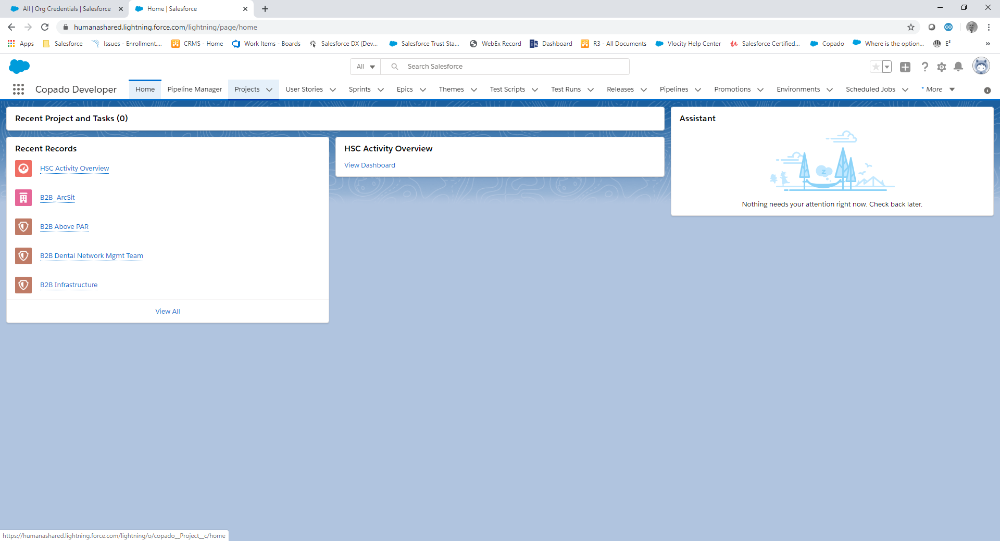 All | Org Credentials | Salesforce
Home | Salesforce
humanashared.lightning.force.com/lightning/page/home
Apps
Salesforce
Issues - Enrollment....
CRMS - Home
Work Items - Boards
Salesforce DX (Dev...
Salesforce Trust Sta...
WebEx Record
Dashboard
R3 - All Documents
Vlocity Help Center
Salesforce Certified...
Copado
Where is the option...
E³
»
All
Search Salesforce
Copado Developer
Home
Pipeline Manager
Projects
User Stories
Sprints
Epics
Themes
Test Scripts
Test Runs
Releases
Pipelines
Promotions
Environments
Scheduled Jobs
* More
Recent Project and Tasks (0)
Assistant
Recent Records
HSC Activity Overview
HSC Activity Overview
View Dashboard
z
B2B_ArcSit
Nothing needs your attention right now. Check back later.
B2B Above PAR
B2B Dental Network Mgmt Team
B2B Infrastructure
View All
https://humanashared.lightning.force.com/lightning/o/copado__Project__c/home